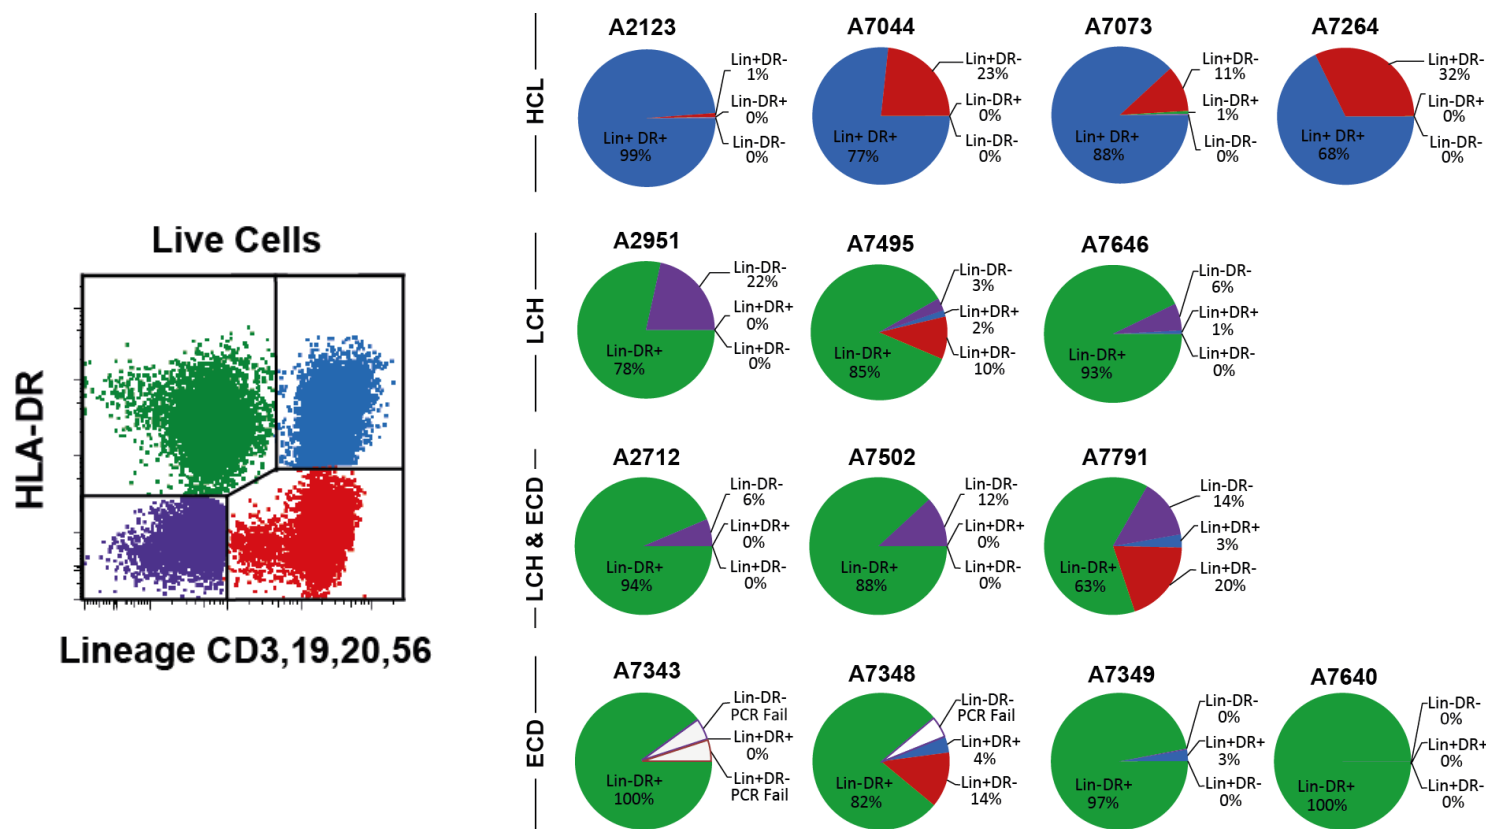 Live Cells
HLA-DR
Lineage CD3,19,20,56
HCL
A2123
Lin+DR-
1%
Lin-DR+
0%
Lin-DR-
0%
Lin+ DR+
99%
A7044
Lin+DR-
23%
Lin-DR+
0%
Lin-DR-
0%
Lin+ DR+
77%
A7073
Lin+DR-
11%
Lin-DR+
1%
Lin-DR-
0%
Lin+ DR+
88%
A7264
Lin+DR-
32%
Lin-DR+
0%
Lin-DR-
0%
Lin+ DR+
68%
LCH
A2951
Lin-DR-
22%
Lin+DR+
0%
Lin+DR-
0%
Lin-DR+
78%
A7495
Lin-DR-
3%
Lin+DR+
2%
Lin+DR-
10%
Lin-DR+
85%
A7646
Lin-DR-
6%
Lin+DR+
1%
Lin+DR-
0%
Lin-DR+
93%
LCH & ECD
A2712
Lin-DR-
6%
Lin+DR+
0%
Lin+DR-
0%
Lin-DR+
94%
A7502
Lin-DR-
12%
Lin+DR+
0%
Lin+DR-
0%
Lin-DR+
88%
A7791
Lin-DR-
14%
Lin+DR+
3%
Lin+DR-
20%
Lin-DR+
63%
ECD
A7343
Lin-DR-
PCR Fail
Lin+DR+
0%
Lin+DR-
PCR Fail
Lin-DR+
100%
A7348
Lin-DR-
PCR Fail
Lin+DR+
4%
Lin+DR-
14%
Lin-DR+
82%
A7349
Lin-DR-
0%
Lin+DR+
3%
Lin+DR-
0%
Lin-DR+
97%
A7640
Lin-DR-
0%
Lin+DR+
0%
Lin+DR-
0%
Lin-DR+
100%